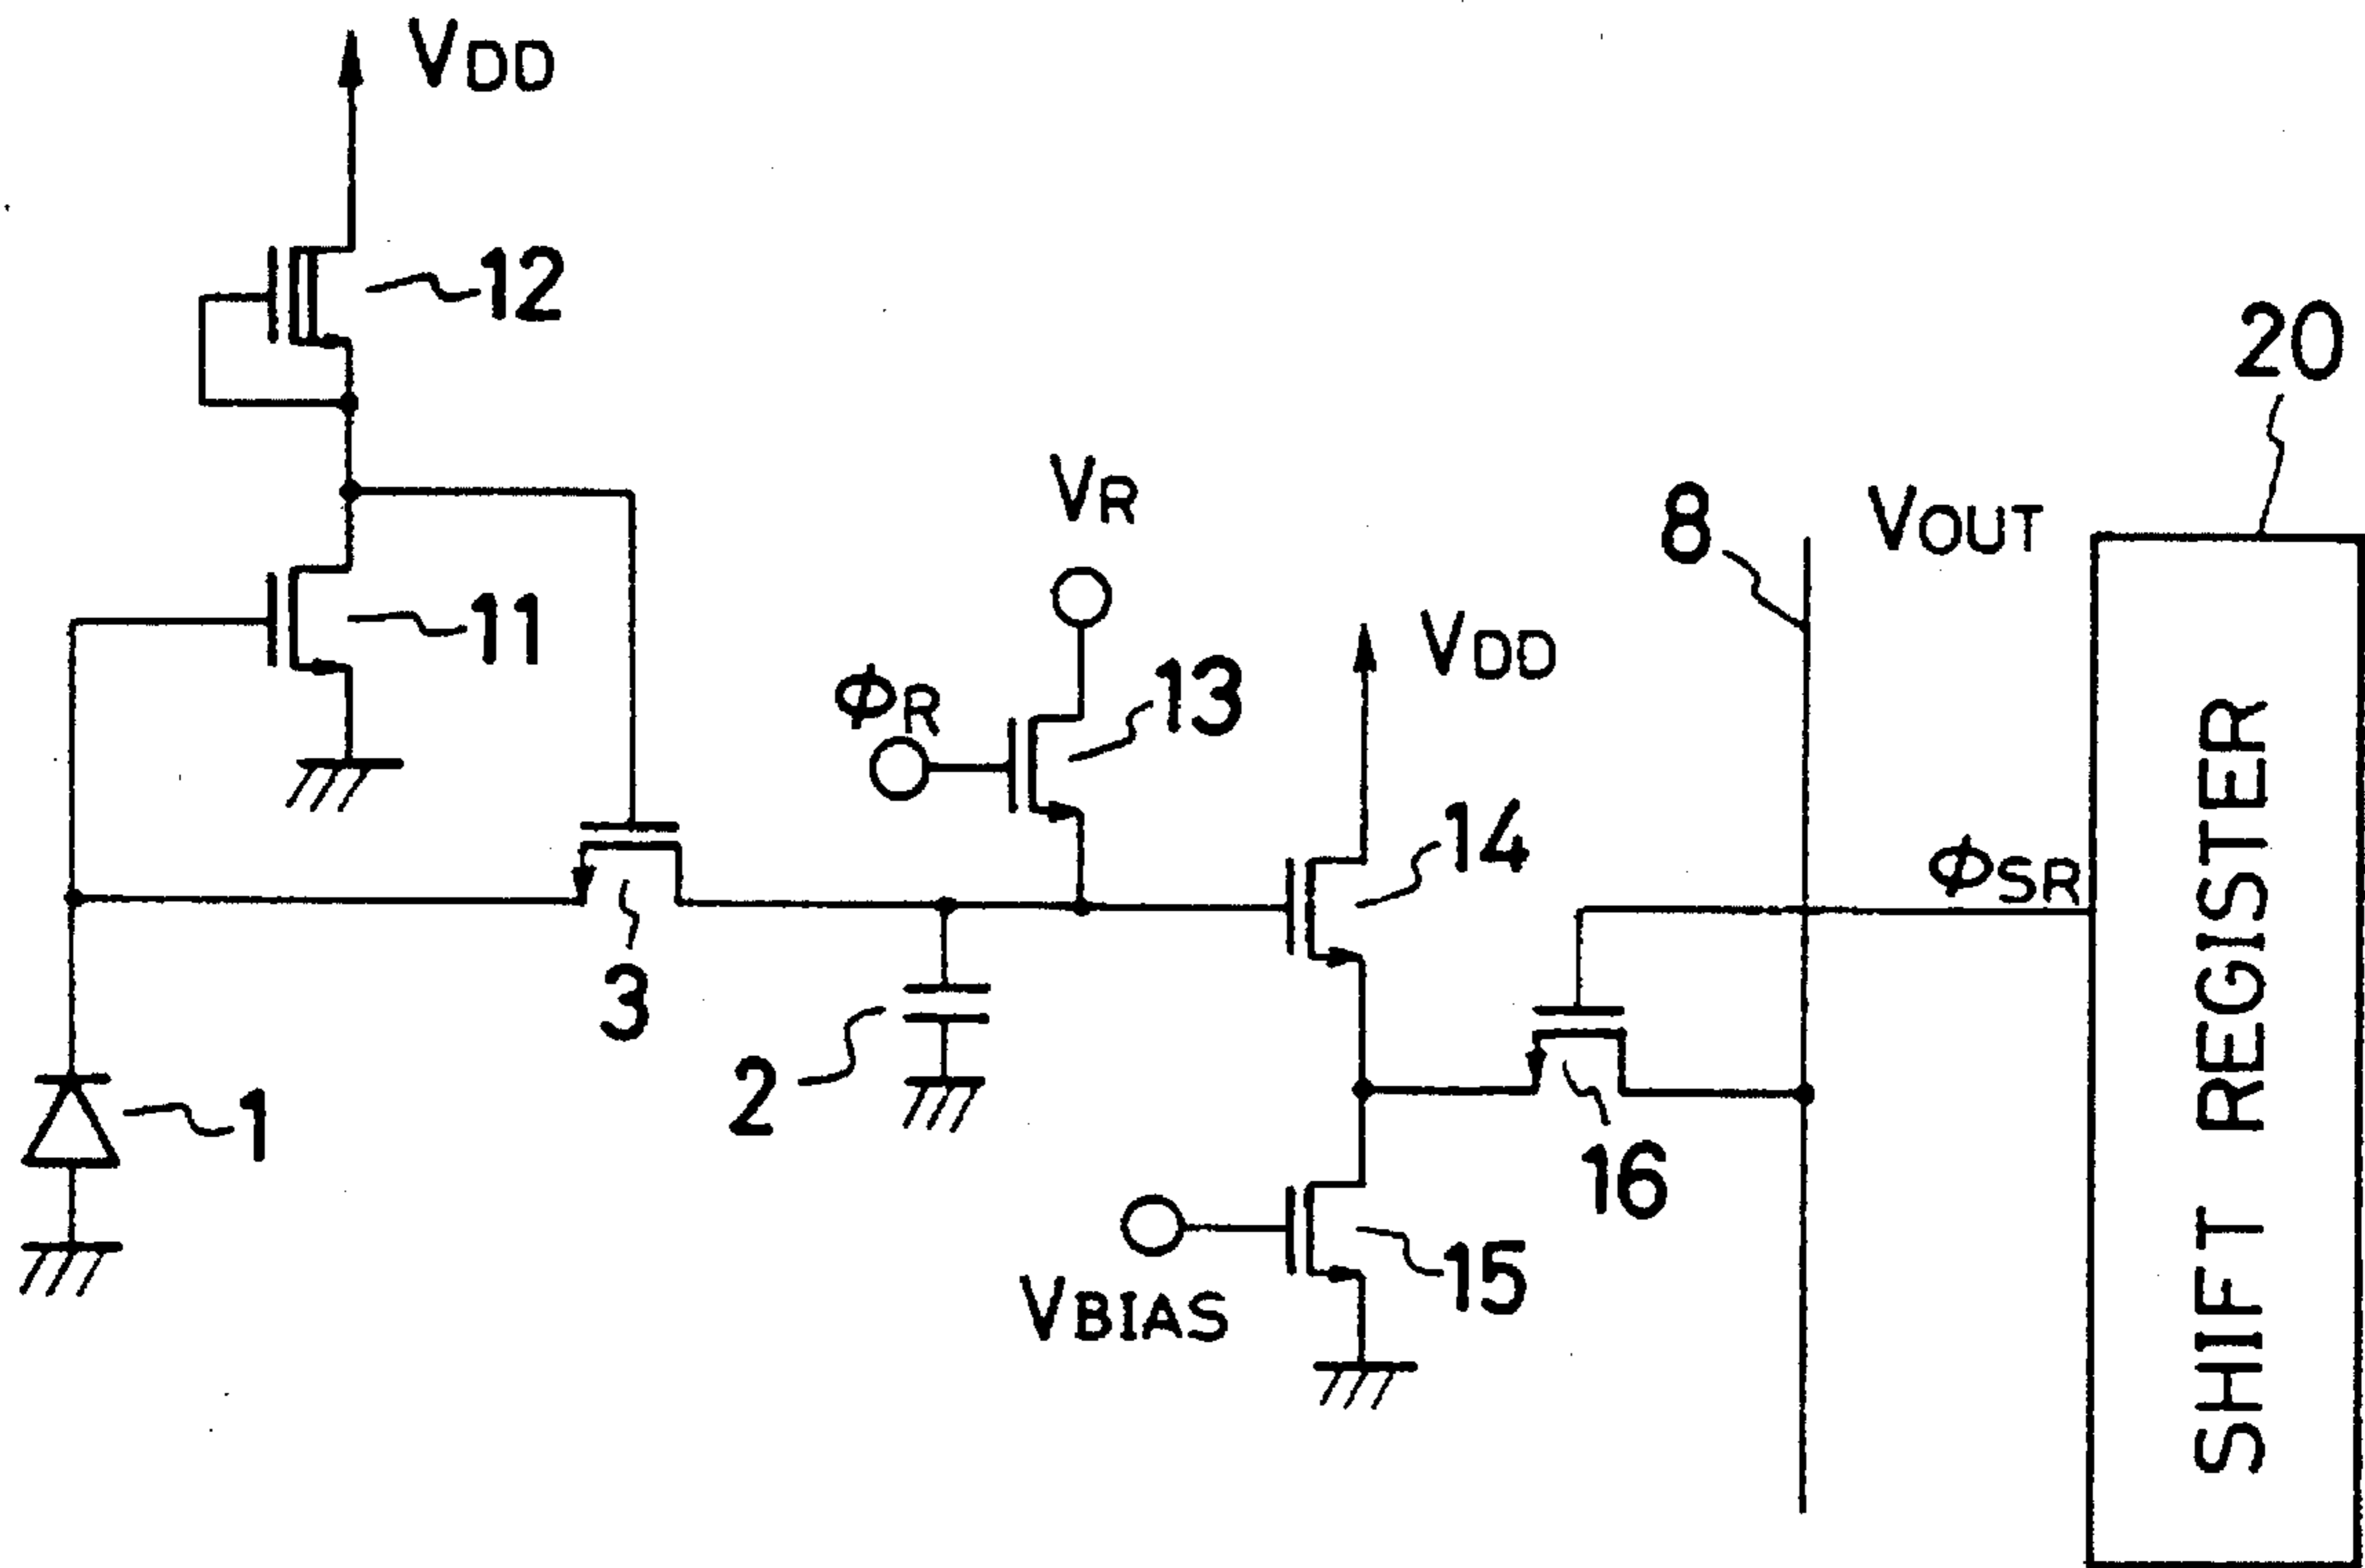 VDD
12
20
VR
8
VOUT
11
VDD
ΦR
13
14
ΦSR
3
2
1
16
15
VBIAS
SHIFT REGISTER